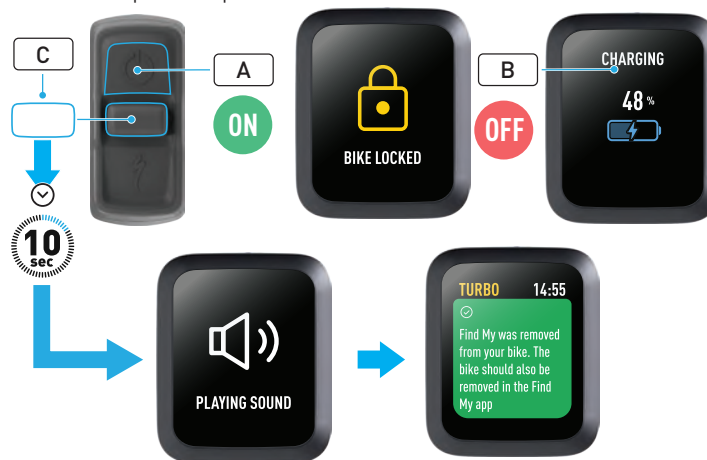 C
A
B
ON
BIKE LOCKED
OFF
CHARGING
48 %
10
sec
PLAYING SOUND
TURBO 14:55
Find My was removed
from your bike. The
bike should also be
removed in the Find
My app